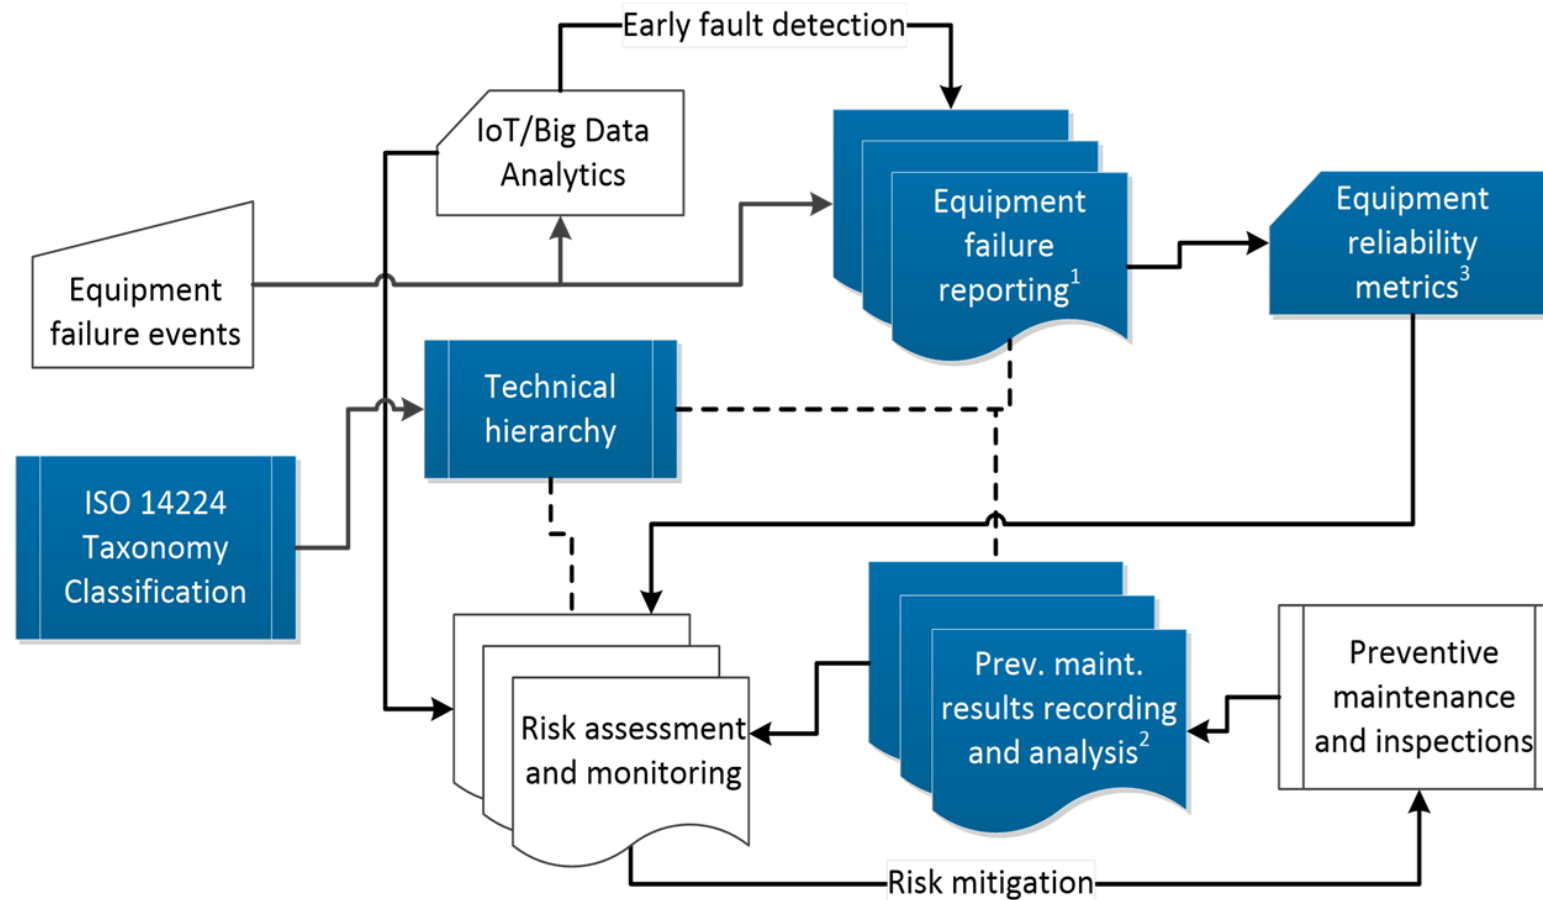 Early fault detection
IoT/Big Data
Analytics
Equipment
failure
reporting¹
Equipment
reliability
metrics³
Equipment
failure events
Technical
hierarchy
ISO 14224
Taxonomy
Classification
Risk assessment
and monitoring
Prev. maint.
results recording
and analysis²
Preventive
maintenance
and inspections
Risk mitigation